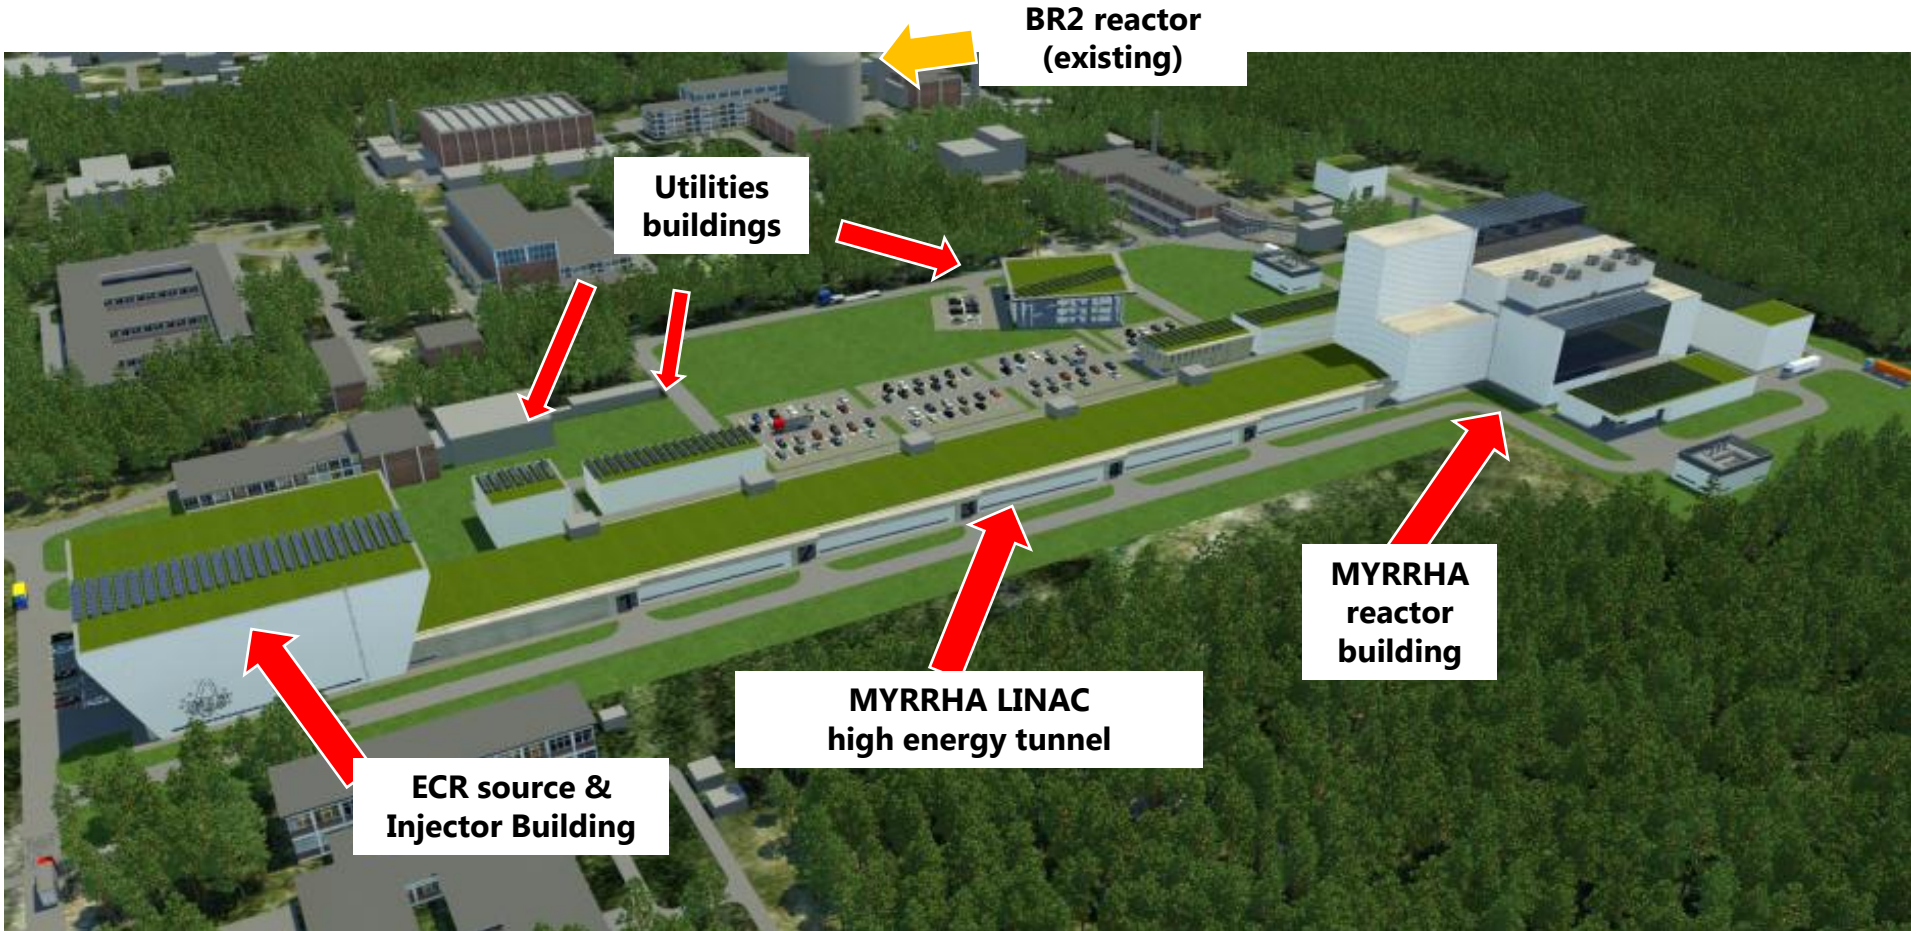 BR2 reactor
(existing)
Utilities
buildings
MYRRHA
reactor
building
MYRRHA LINAC
high energy tunnel
ECR source &
Injector Building